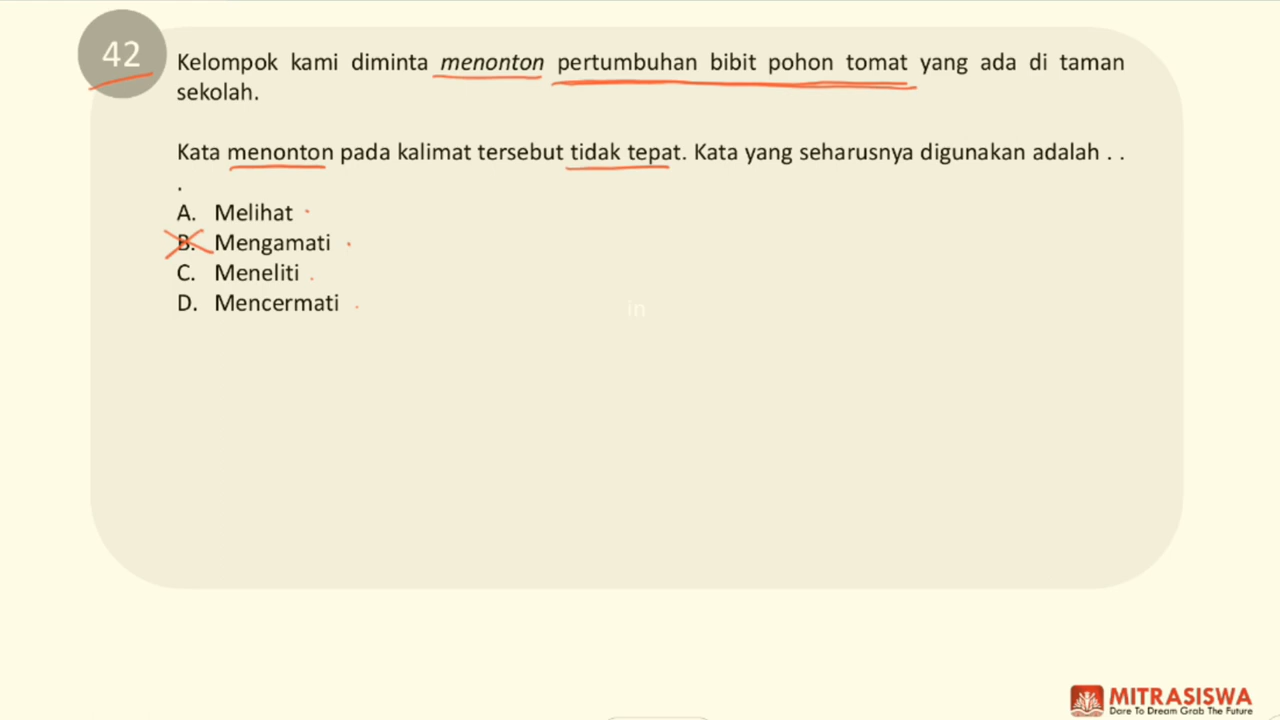 42
Kelompok kami diminta menonton pertumbuhan bibit pohon tomat yang ada di taman
sekolah.
Kata menonton pada kalimat tersebut tidak tepat. Kata yang seharusnya digunakan adalah . .
.
A. Melihat
B. Mengamati
C. Meneliti
D. Mencermati
in
MITRASISWA
Dare To Dream Grab The Future